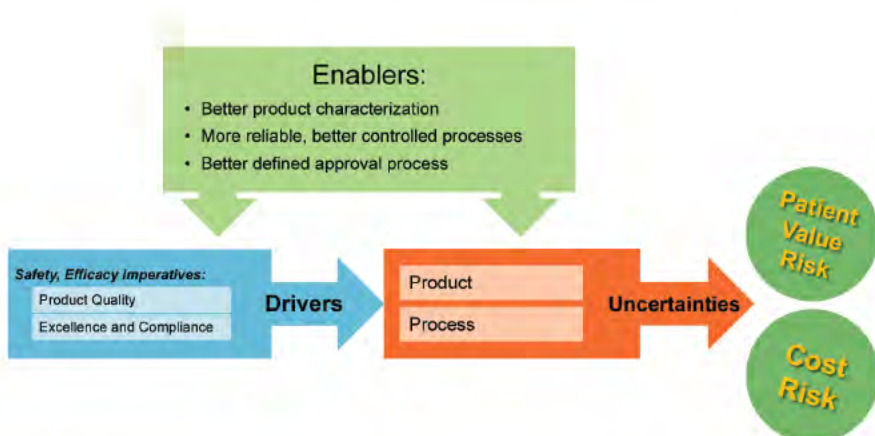 Enablers:
• Better product characterization
• More reliable, better controlled processes
• Better defined approval process
Safety, Efficacy imperatives:
Product Quality
Excellence and Compliance
Drivers
Product
Process
Uncertainties
Patient
Value
Risk
Cost
Risk